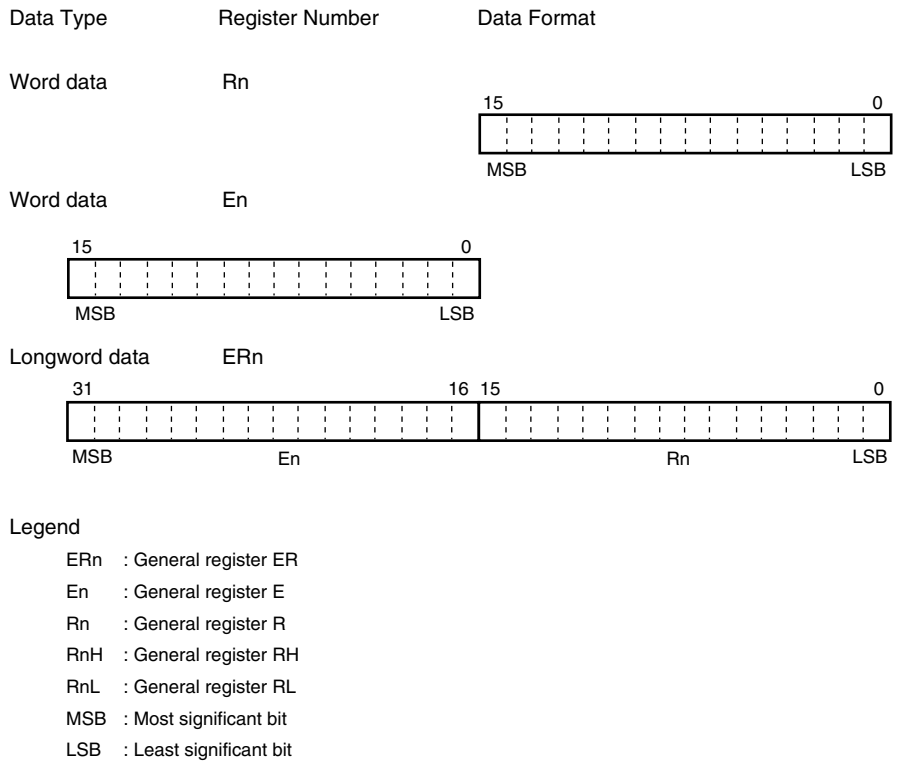 Data Type Register Number Data Format
Word data Rn
15 0
MSB LSB
Word data En
15 0
MSB LSB
Longword data ERn
31 16 15 0
MSB En Rn LSB
Legend
ERn : General register ER
En : General register E
Rn : General register R
RnH : General register RH
RnL : General register RL
MSB : Most significant bit
LSB : Least significant bit